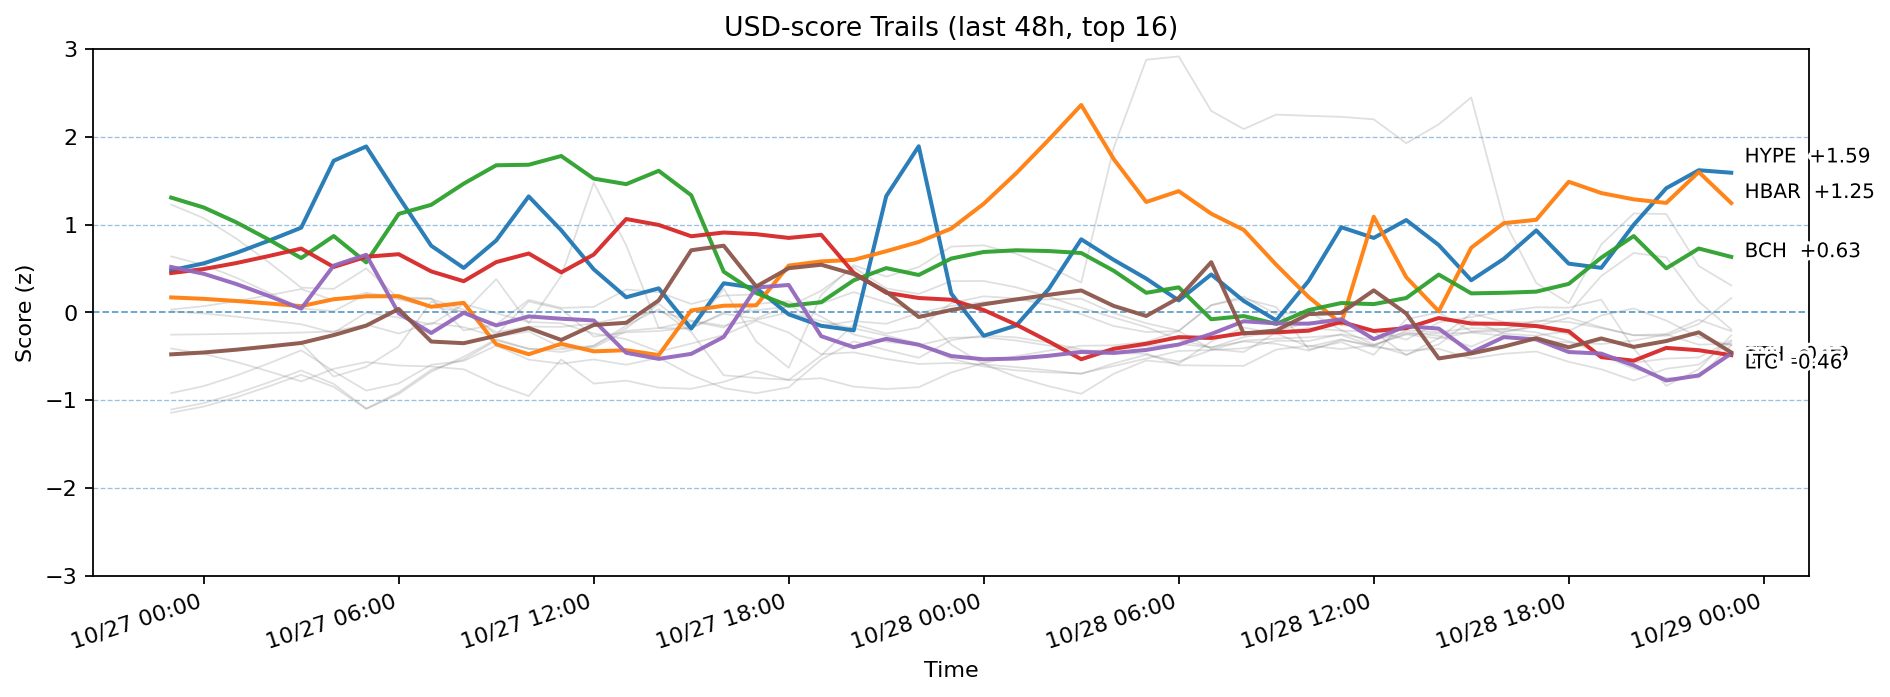 USD-score Trails (last 48h, top 16)
Score (z)
3
2
1
0
−1
−2
−3
HYPE +1.59
HBAR +1.25
BCH +0.63
LTC -0.46
10/27 00:00
10/27 06:00
10/27 12:00
10/27 18:00
10/28 00:00
10/28 06:00
10/28 12:00
10/28 18:00
10/29 00:00
Time